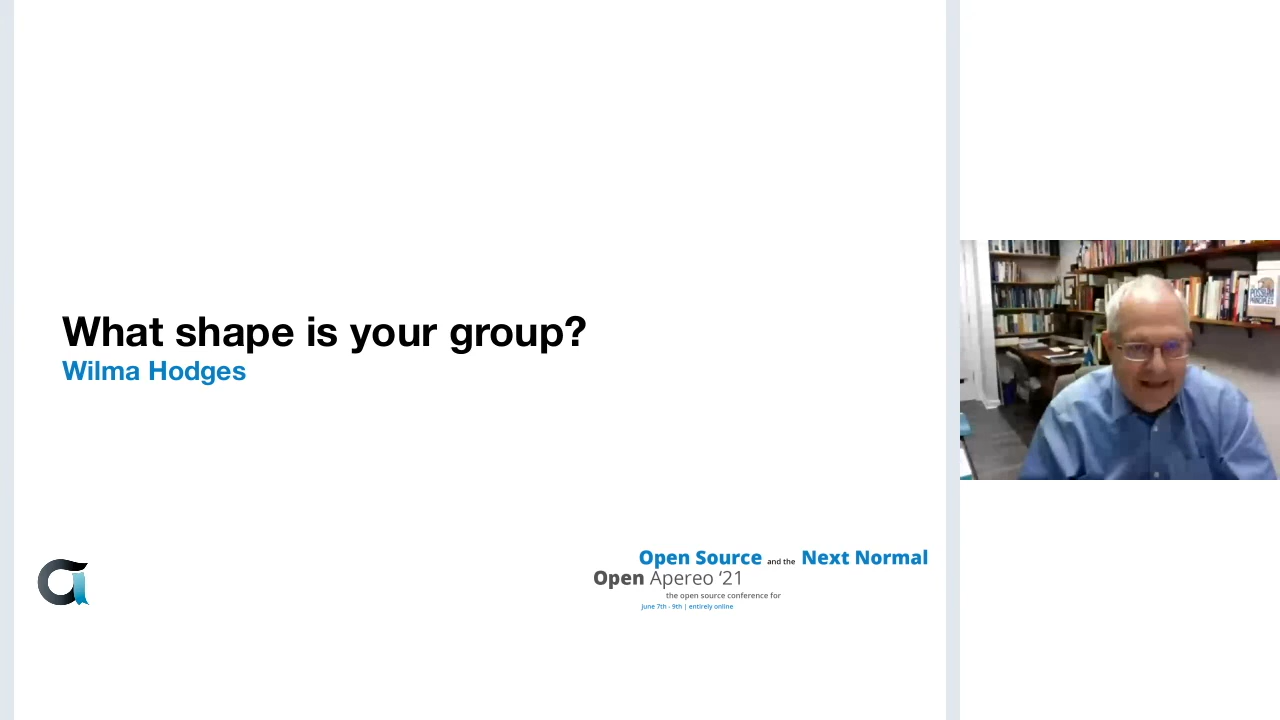 What shape is your group?
Wilma Hodges
Open Source and the Next Normal
Open Apereo ‘21
the open source conference for
June 7th - 9th | entirely online